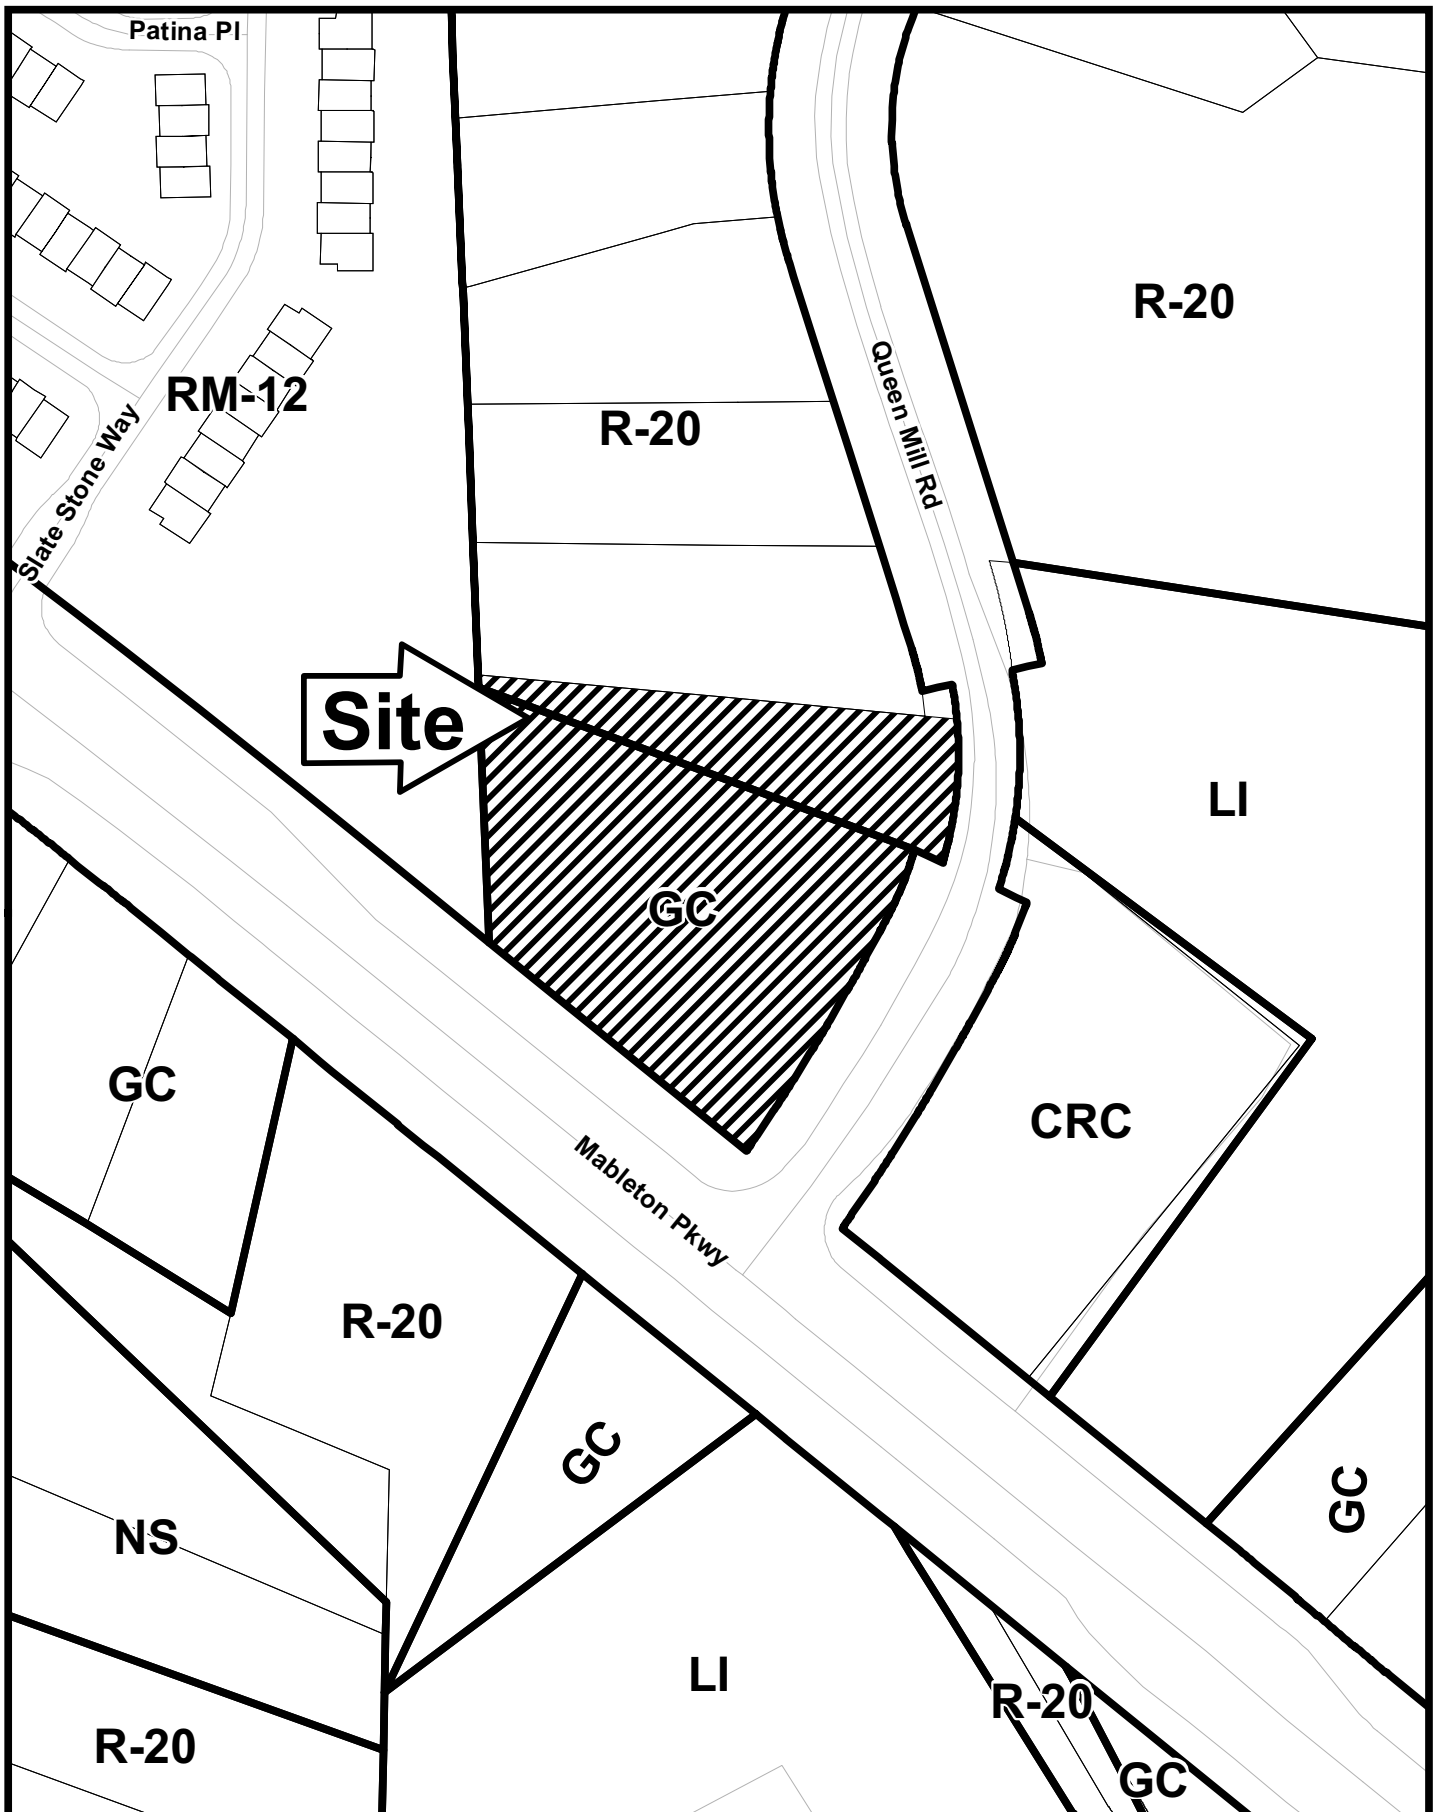 Patina Pl
R-20
Queen Mill Rd
RM-12
R-20
Slate Stone Way
Site
LI
GC
GC
CRC
Mableton Pkwy
R-20
GC
GC
NS
LI
R-20
R-20
GC